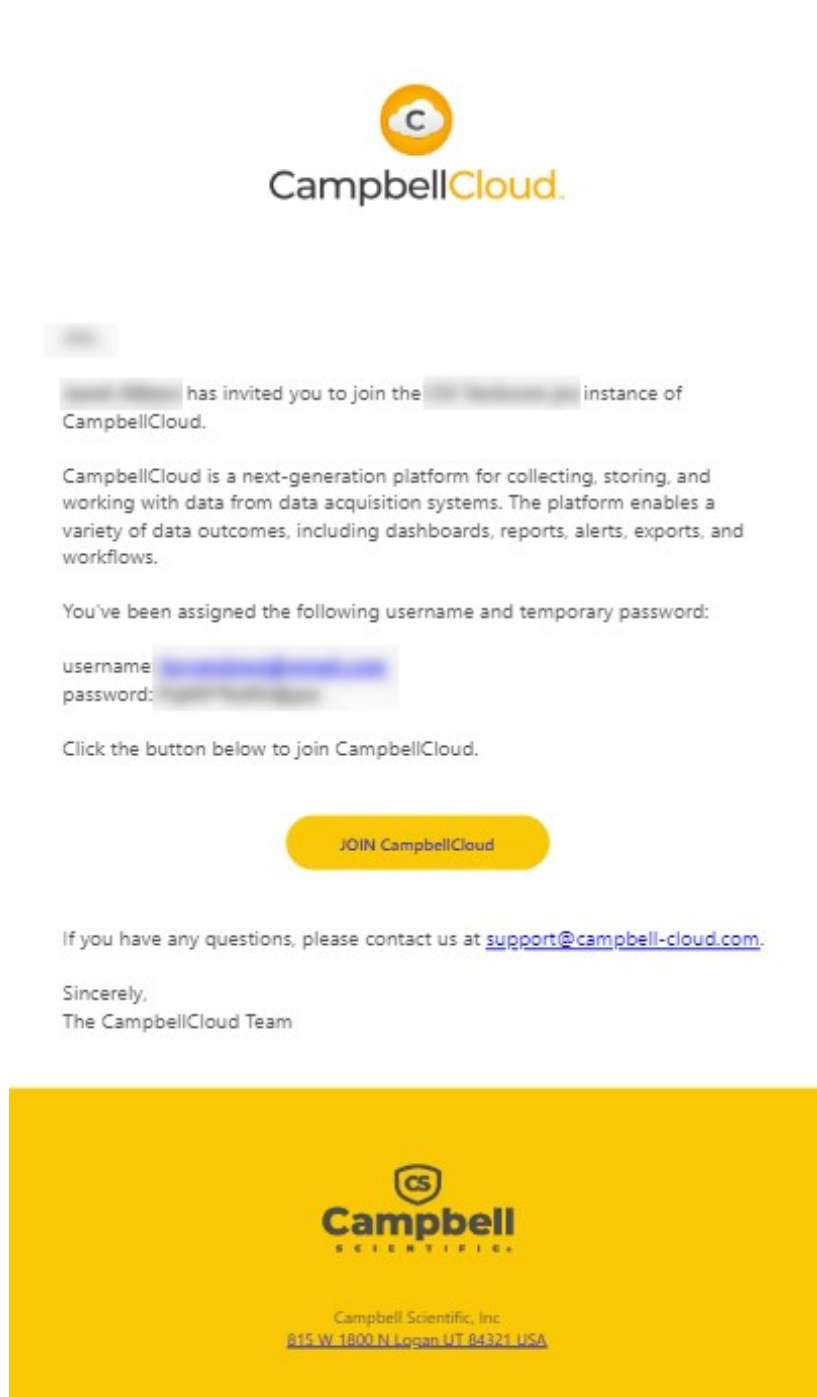 C
CampbellCloud
has invited you to join the instance of
CampbellCloud.
CampbellCloud is a next-generation platform for collecting, storing, and
working with data from data acquisition systems. The platform enables a
variety of data outcomes, including dashboards, reports, alerts, exports, and
workflows.
You've been assigned the following username and temporary password:
username:
password:
Click the button below to join CampbellCloud.
JOIN CampbellCloud
If you have any questions, please contact us at support@campbell-cloud.com.
Sincerely,
The CampbellCloud Team
CS
Campbell
SCIENTIFIC®
Campbell Scientific, Inc
815 W 1800 N Logan UT 84321 USA